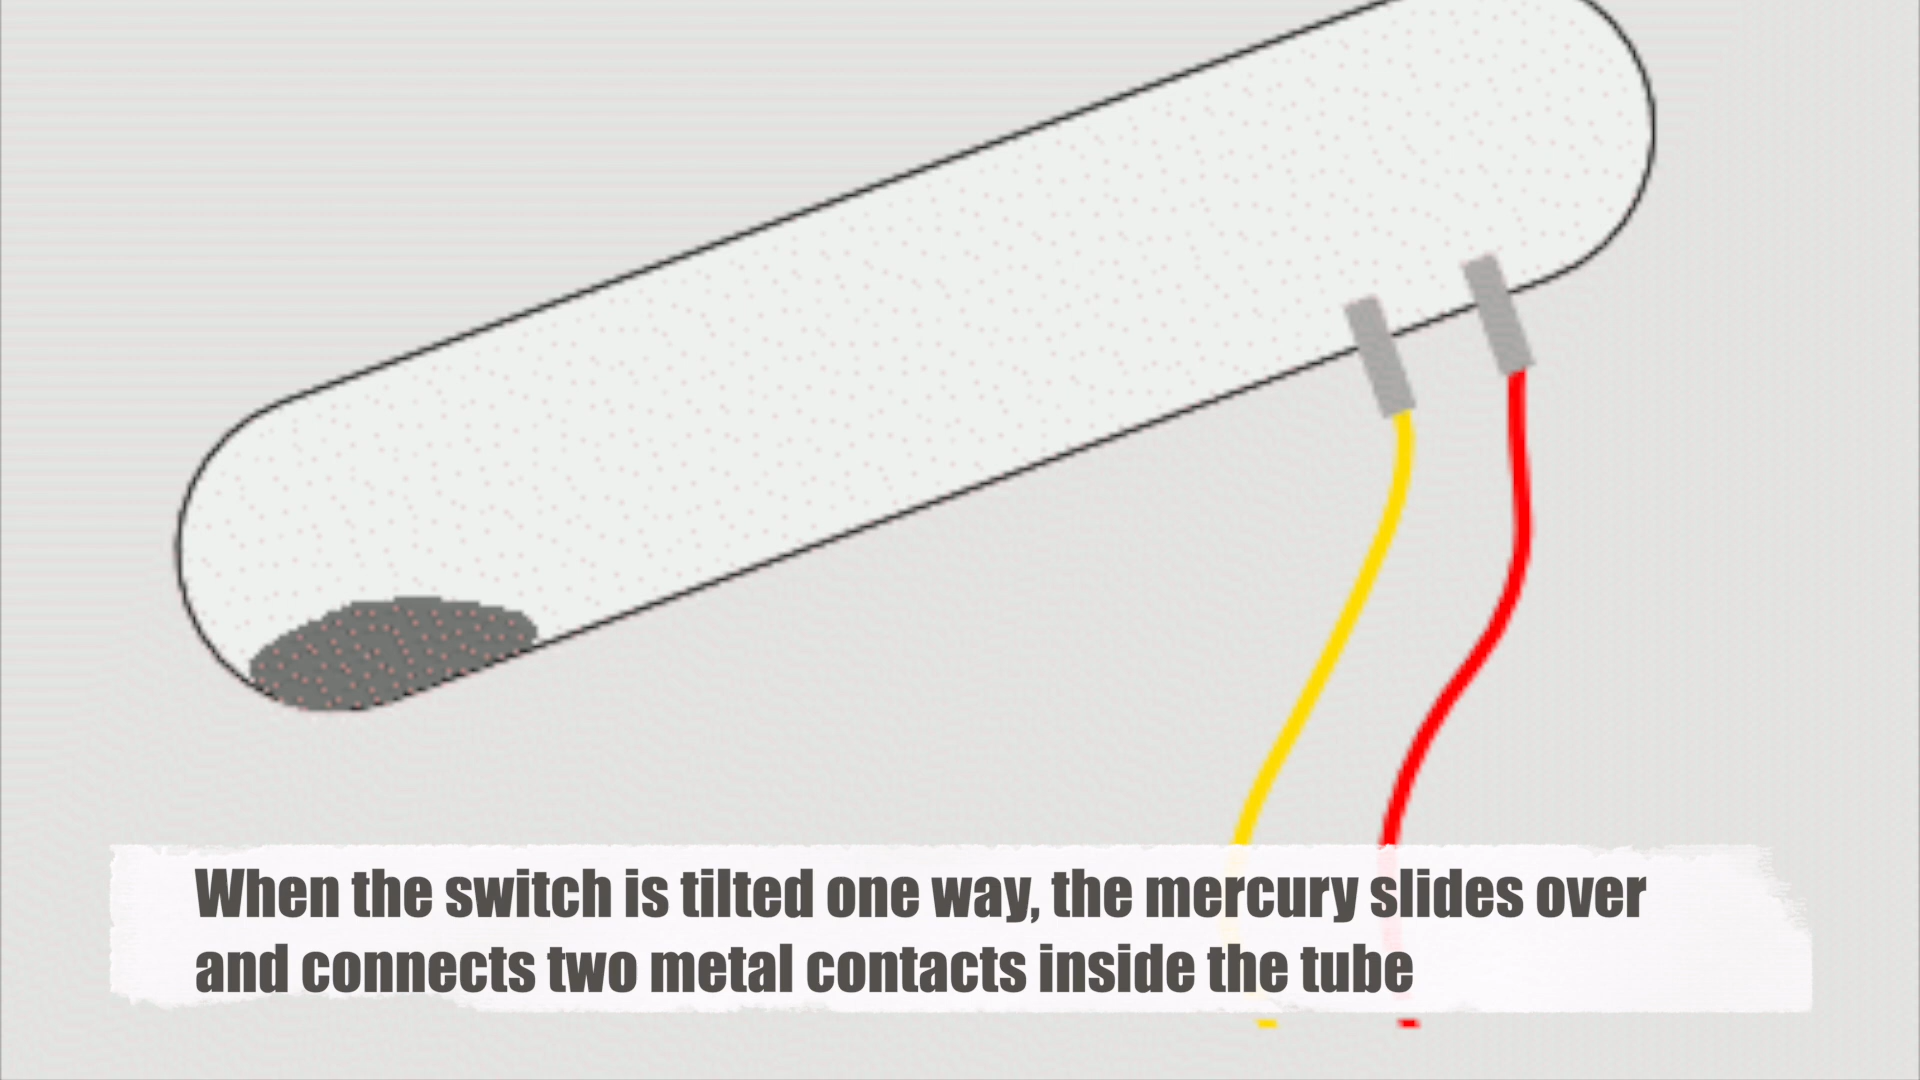 When the switch is tilted one way, the mercury slides over
and connects two metal contacts inside the tube